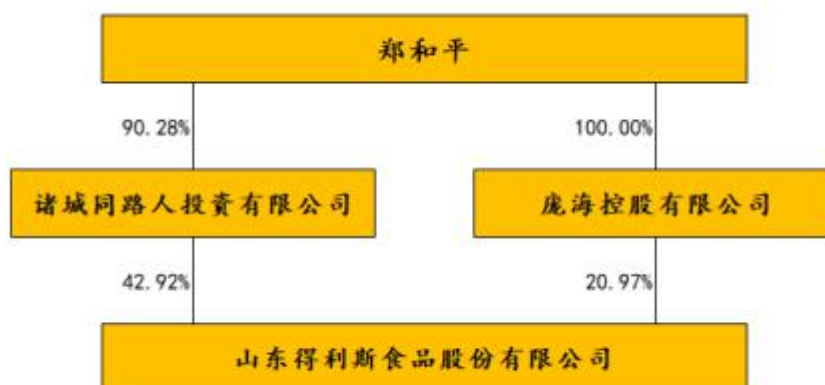 郑和平
90.28%
100.00%
诸城同路人投资有限公司
庞海控股有限公司
42.92%
20.97%
山东得利斯食品股份有限公司